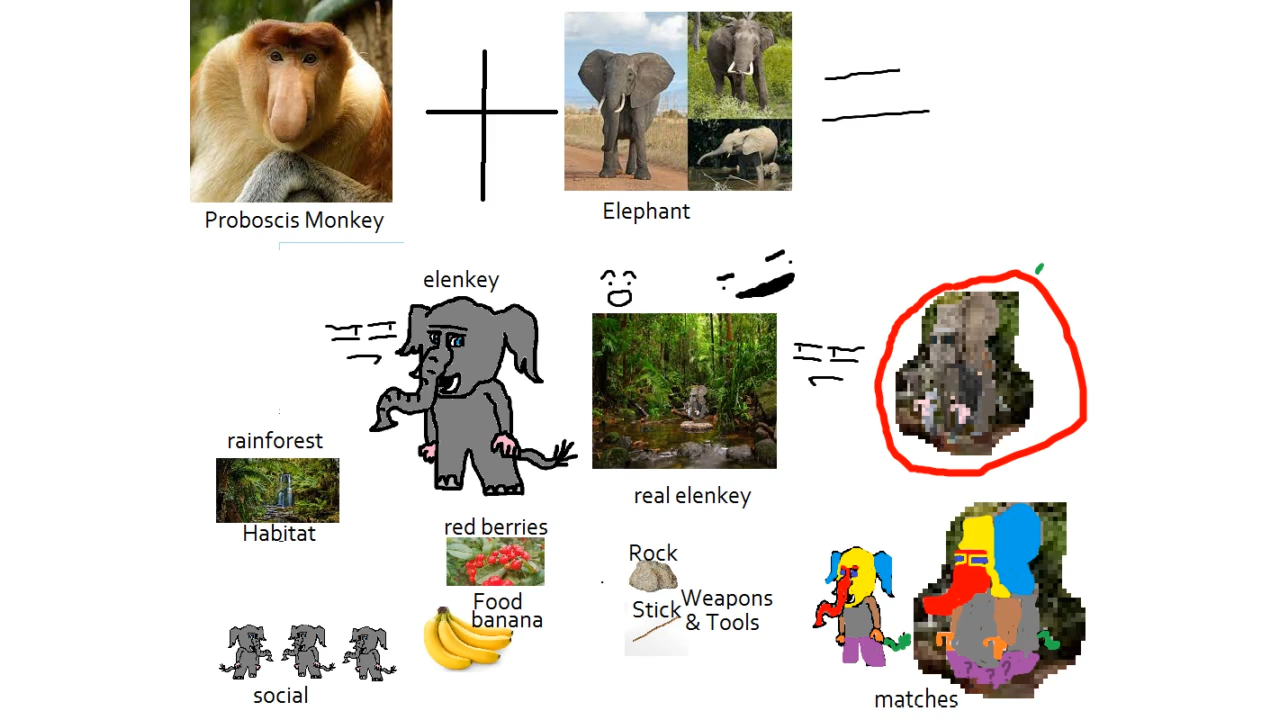 Proboscis Monkey
Elephant
elenkey
real elenkey
rainforest
Habitat
red berries
Food
banana
Rock
Stick
Weapons
& Tools
social
matches
? ? ?